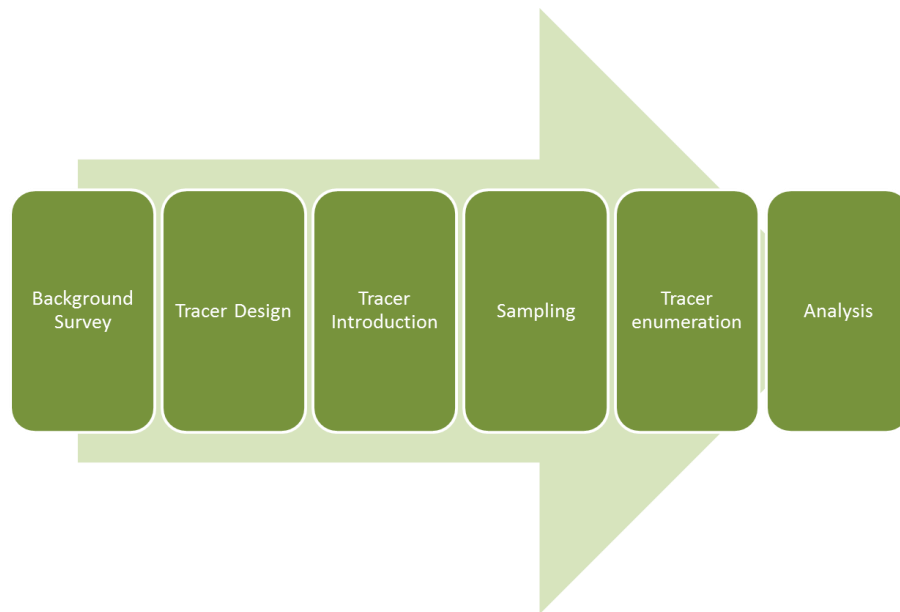 Background
Survey
Tracer Design
Tracer
Introduction
Sampling
Tracer
enumeration
Analysis